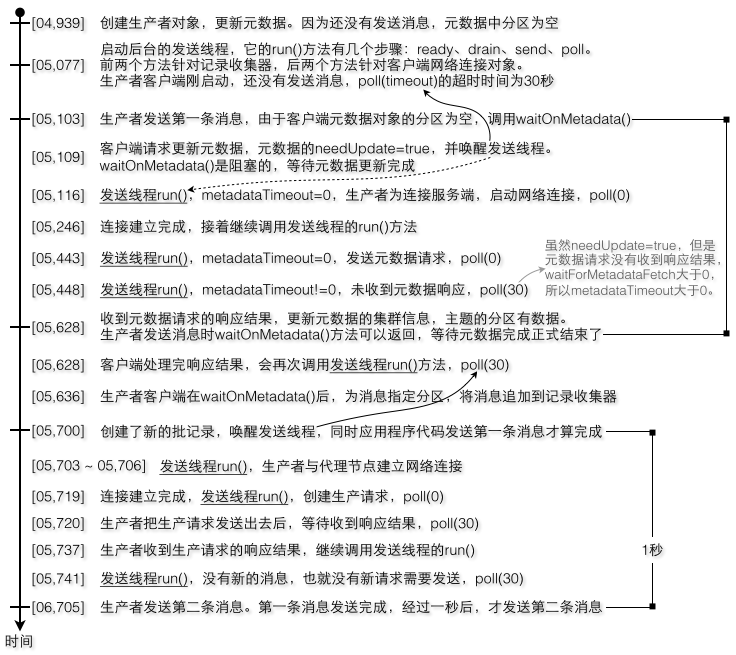 [04,939] 创建生产者对象，更新元数据。因为还没有发送消息，元数据中分区为空
启动后台的发送线程，它的run()方法有几个步骤：ready、drain、send、poll。
[05,077] 前两个方法针对记录收集器，后两个方法针对客户端网络连接对象。
生产者客户端刚启动，还没有发送消息，poll(timeout)的超时时间为30秒
[05,103] 生产者发送第一条消息，由于客户端元数据对象的分区为空，调用waitOnMetadata()
[05,109] 客户端请求更新元数据，元数据的needUpdate=true，并唤醒发送线程。
waitOnMetadata()是阻塞的，等待元数据更新完成
[05,116] 发送线程run()，metadataTimeout=0，生产者为连接服务端，启动网络连接，poll(0)
[05,246] 连接建立完成，接着继续调用发送线程的run()方法
[05,443] 发送线程run()，metadataTimeout=0，发送元数据请求，poll(0)
虽然needUpdate=true，但是
元数据请求没有收到响应结果，
waitForMetadataFetch大于0，
所以metadataTimeout大于0。
[05,448] 发送线程run()，metadataTimeout!=0，未收到元数据响应，poll(30)
[05,628] 收到元数据请求的响应结果，更新元数据的集群信息，主题的分区有数据。
生产者发送消息时waitOnMetadata()方法可以返回，等待元数据完成正式结束了
[05,628] 客户端处理完响应结果，会再次调用发送线程run()方法，poll(30)
[05,636] 生产者客户端在waitOnMetadata()后，为消息指定分区，将消息追加到记录收集器
[05,700] 创建了新的批记录，唤醒发送线程，同时应用程序代码发送第一条消息才算完成
[05,703 ~ 05,706] 发送线程run()，生产者与代理节点建立网络连接
[05,719] 连接建立完成，发送线程run()，创建生产请求，poll(0)
[05,720] 生产者把生产请求发送出去后，等待收到响应结果，poll(30)
[05,737] 生产者收到生产请求的响应结果，继续调用发送线程的run()
1秒
[05,741] 发送线程run()，没有新的消息，也就没有新请求需要发送，poll(30)
[06,705] 生产者发送第二条消息。第一条消息发送完成，经过一秒后，才发送第二条消息
时间